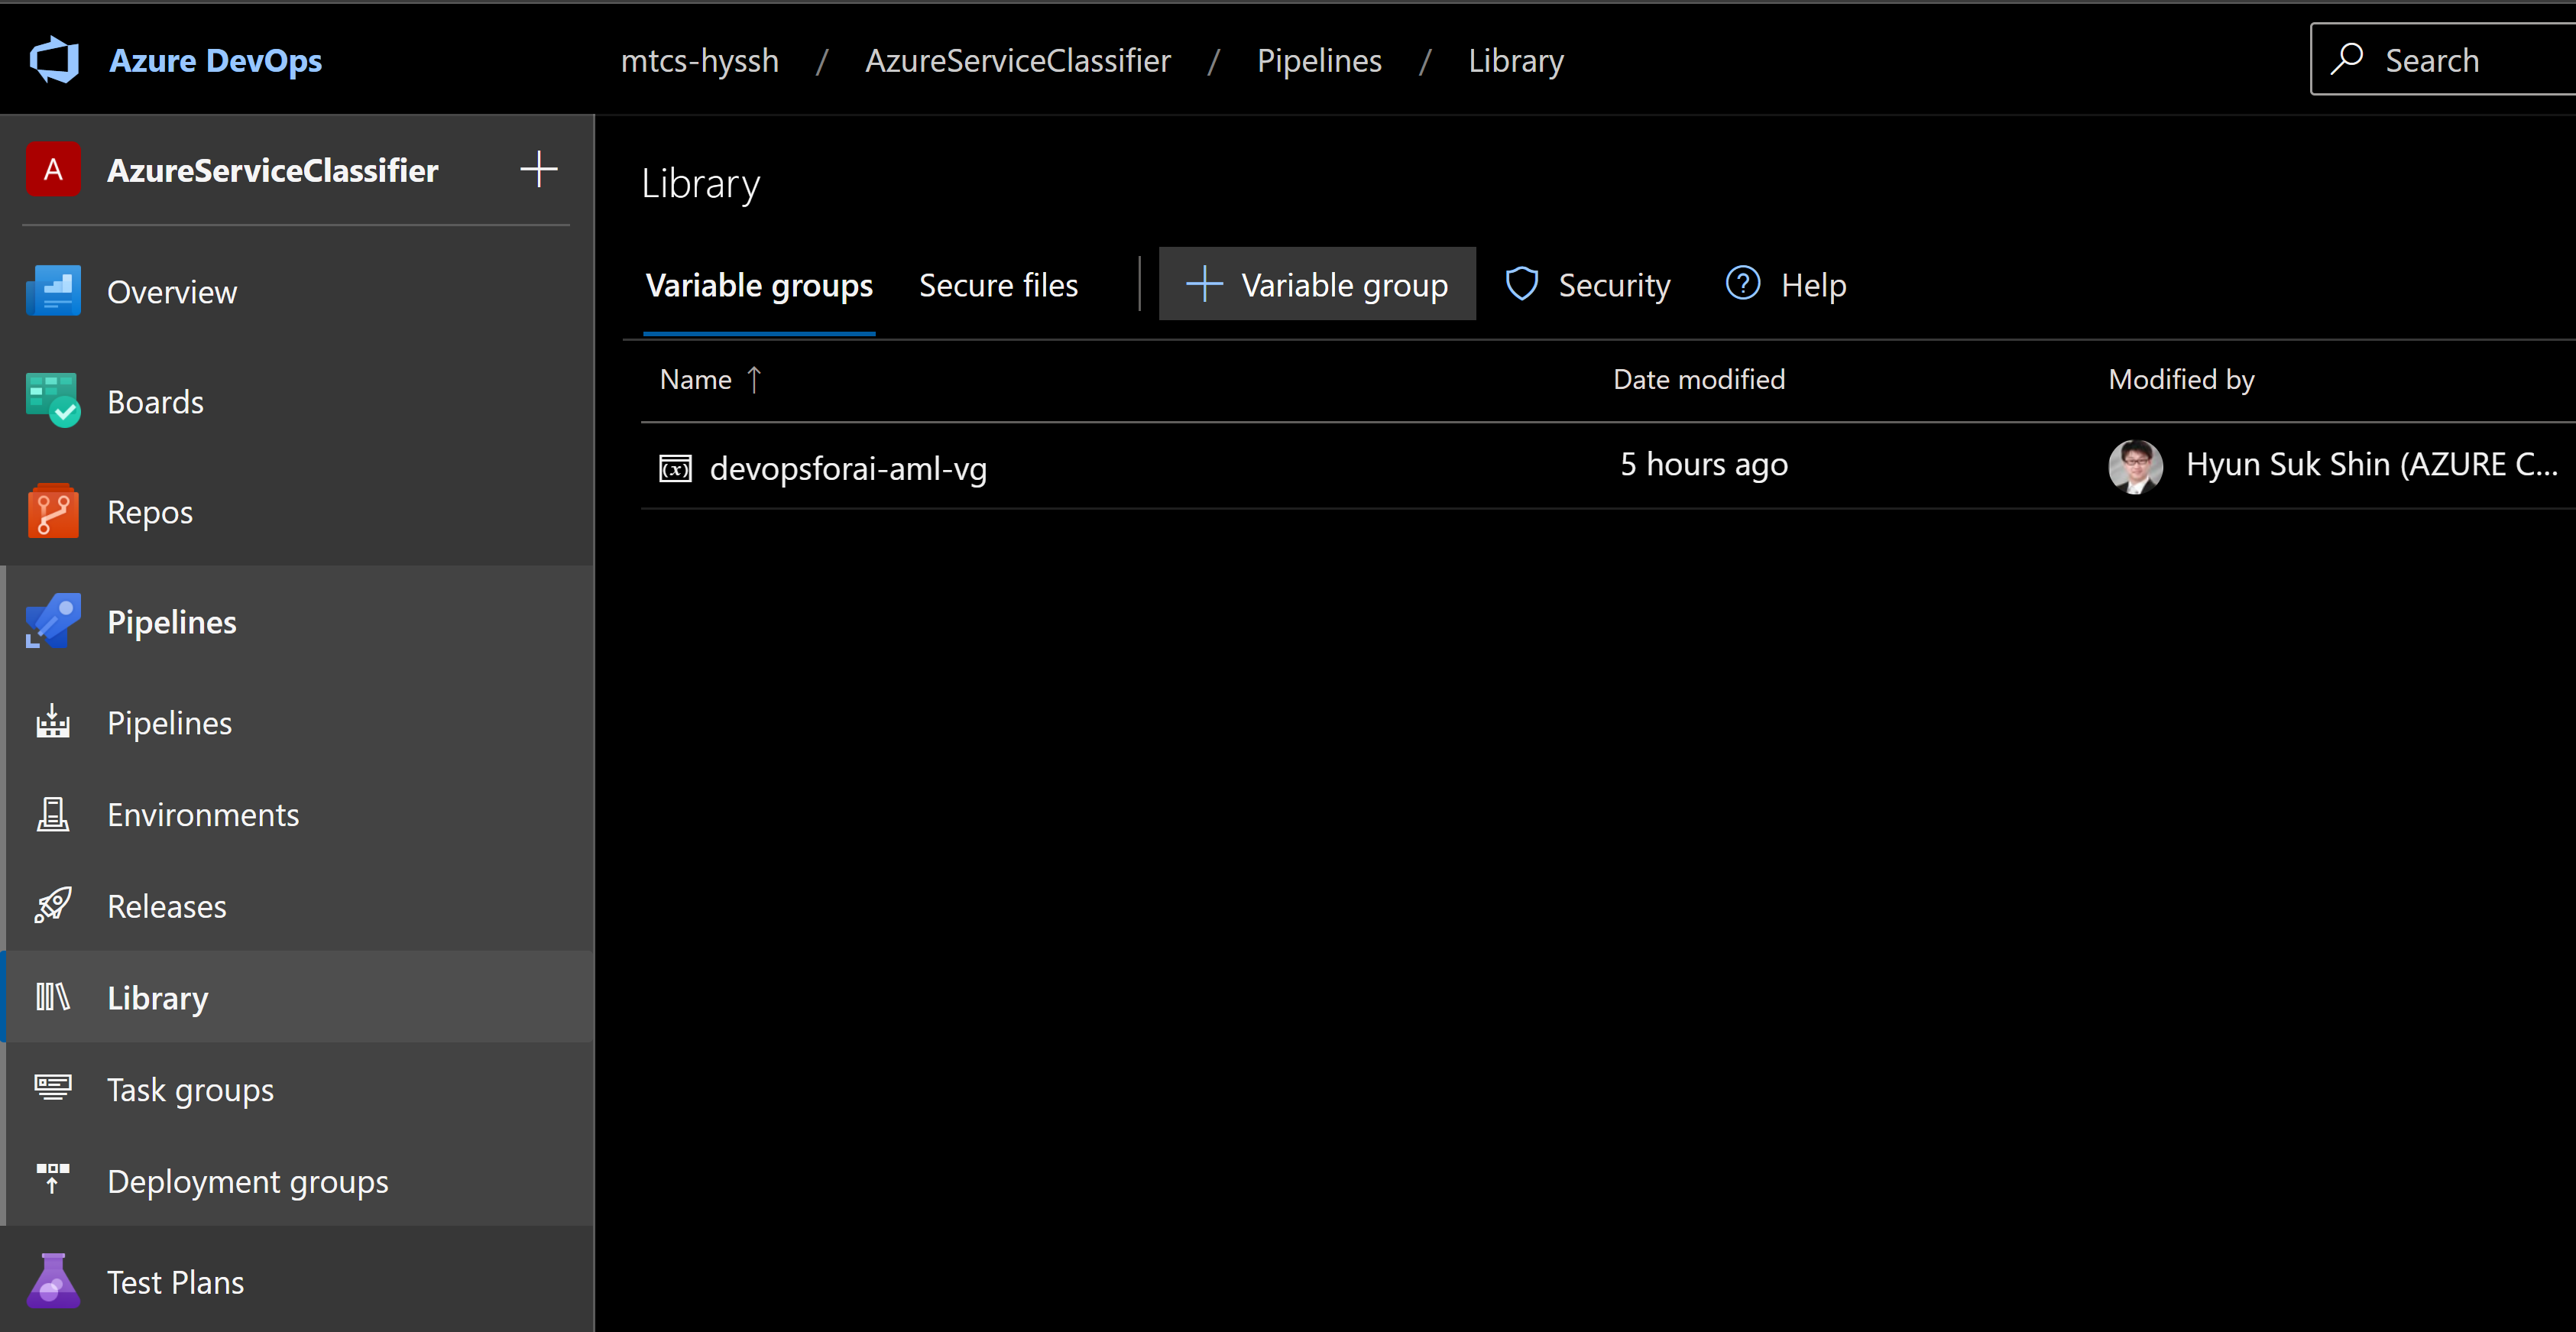 Azure DevOps
mtcs-hyssh / AzureServiceClassifier / Pipelines / Library
Search
A AzureServiceClassifier
Overview
Boards
Repos
Pipelines
Pipelines
Environments
Releases
Library
Task groups
Deployment groups
Test Plans
Library
Variable groups Secure files Variable group Security ? Help
Name ↑ Date modified Modified by
(x) devopsforai-aml-vg 5 hours ago Hyun Suk Shin (AZURE C...